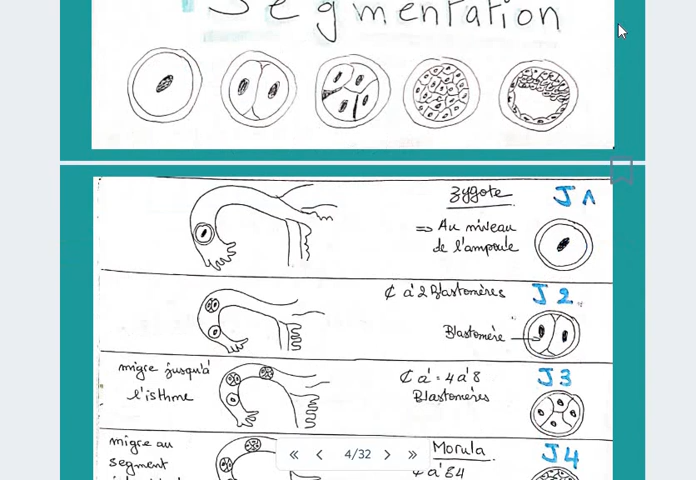 Segmentation
zygote
J1
=> Au niveau
de l'ampoule
¢ à 2 Blastomères
J2
Blastomère
migre jusqu'à
l'isthme
¢ à : 4 à 8
Blastomères
J3
migre au
segment
Morula
¢ à 64
J4
4/32